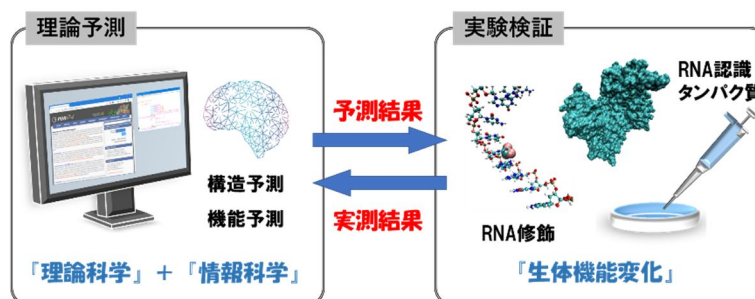 理論予測
実験検証
構造予測
機能予測
『理論科学』＋『情報科学』
予測結果
実測結果
RNA認識
タンパク質
RNA修飾
『生体機能変化』